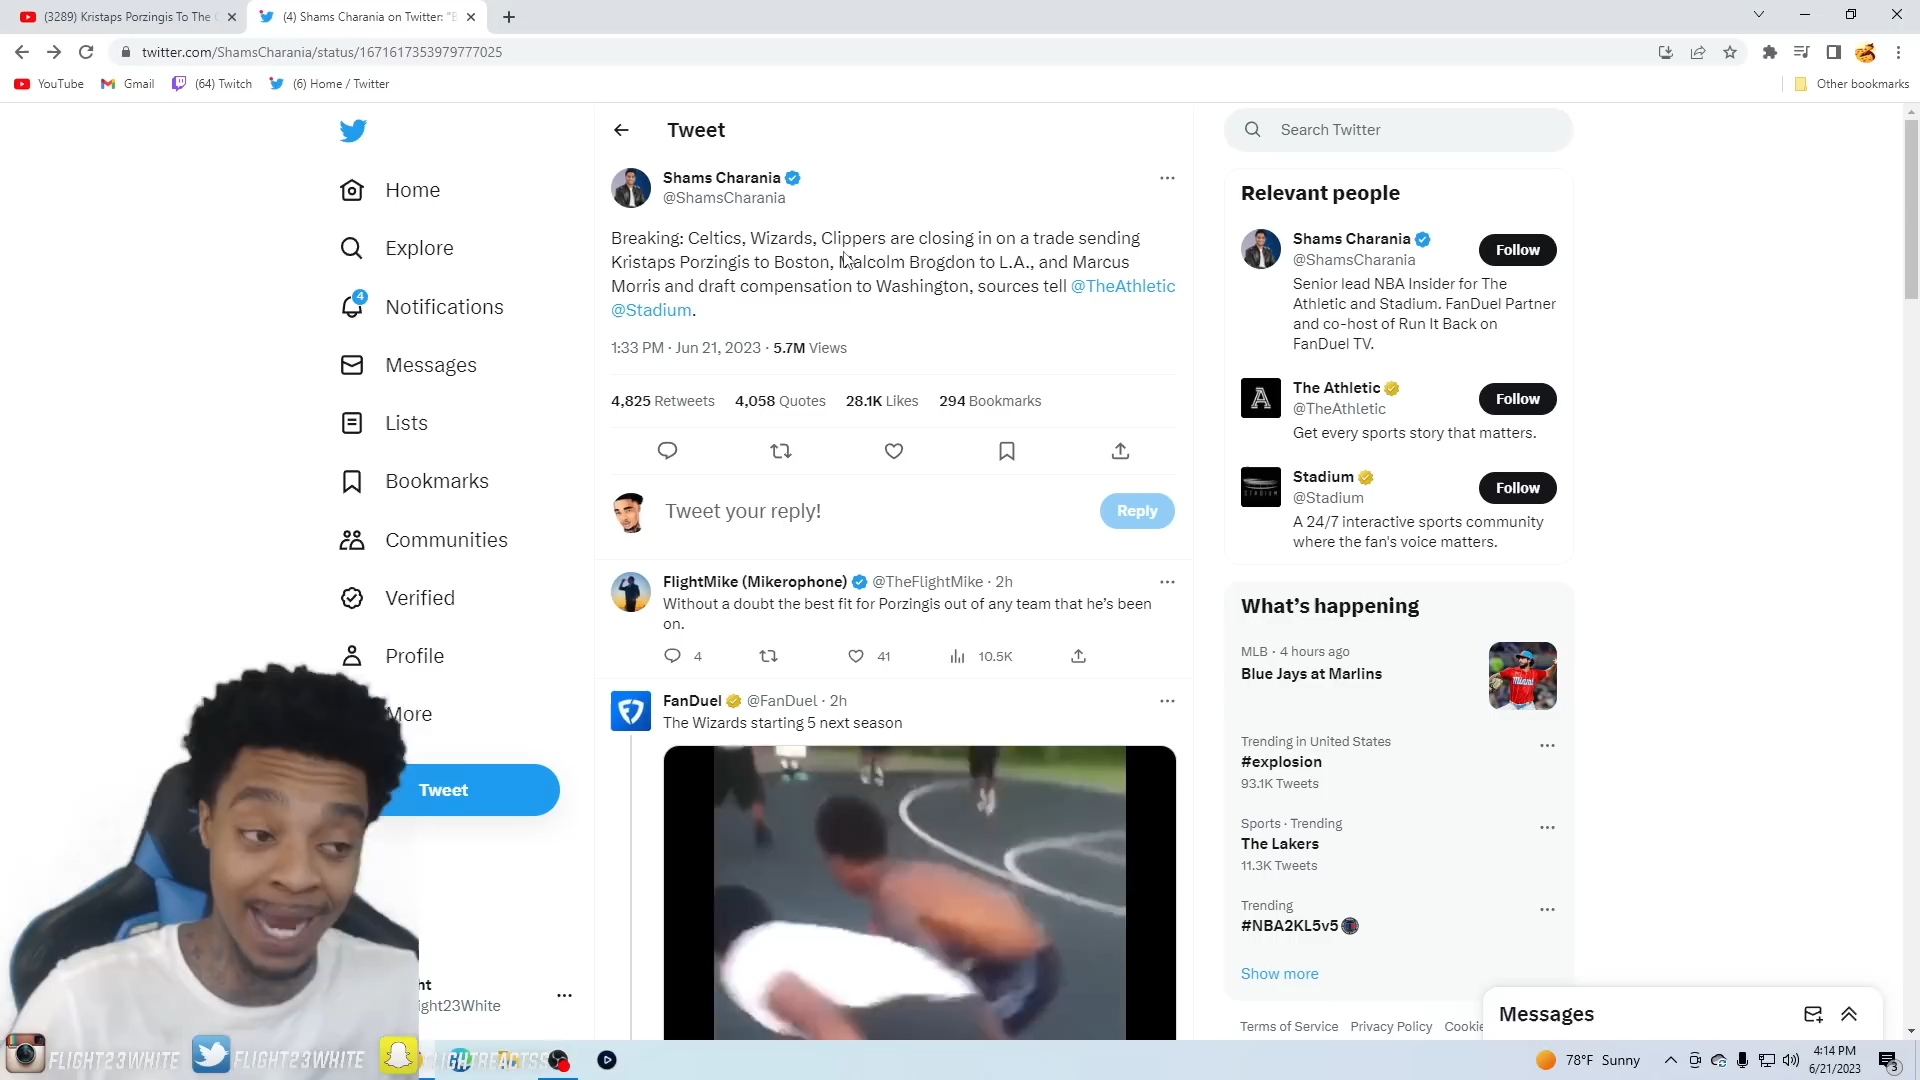 (3289) Kristaps Porzingis To The
(4) Shams Charania on Twitter: "B
twitter.com/ShamsCharania/status/1671617353979777025
YouTube
Gmail
(64) Twitch
(6) Home / Twitter
Other bookmarks
Home
Explore
4
Notifications
Messages
Lists
Bookmarks
Communities
Verified
Profile
More
Tweet
ht
ight23White
Tweet
Shams Charania
@ShamsCharania
Breaking: Celtics, Wizards, Clippers are closing in on a trade sending
Kristaps Porzingis to Boston, Malcolm Brogdon to L.A., and Marcus
Morris and draft compensation to Washington, sources tell @TheAthletic
@Stadium.
1:33 PM · Jun 21, 2023 · 5.7M Views
4,825 Retweets 4,058 Quotes 28.1K Likes 294 Bookmarks
Tweet your reply!
Reply
FlightMike (Mikerophone) @TheFlightMike · 2h
Without a doubt the best fit for Porzingis out of any team that he's been
on.
4 41 10.5K
FanDuel @FanDuel · 2h
The Wizards starting 5 next season
Search Twitter
Relevant people
Shams Charania
@ShamsCharania
Follow
Senior lead NBA Insider for The
Athletic and Stadium. FanDuel Partner
and co-host of Run It Back on
FanDuel TV.
The Athletic
@TheAthletic
Follow
Get every sports story that matters.
STADIUM
Stadium
@Stadium
Follow
A 24/7 interactive sports community
where the fan's voice matters.
What's happening
MLB · 4 hours ago
Blue Jays at Marlins
Miami
Trending in United States
#explosion
93.1K Tweets
Sports · Trending
The Lakers
11.3K Tweets
Trending
#NBA2KL5v5
Show more
Terms of Service Privacy Policy Cookie
Messages
FLIGHT23WHITE
FLIGHT23WHITE
FLIGHTREACTSS
78°F Sunny
4:14 PM
6/21/2023
3